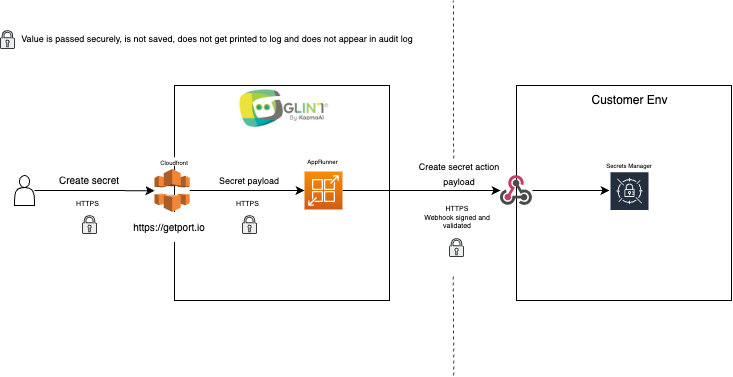 Value is passed securely, is not saved, does not get printed to log and does not appear in audit log
GLINT®
By KozmoAi
Customer Env
Cloudfront
AppRunner
Secrets Manager
Create secret
Secret payload
Create secret action
payload
HTTPS
HTTPS
HTTPS
Webhook signed and
validated
https://getport.io